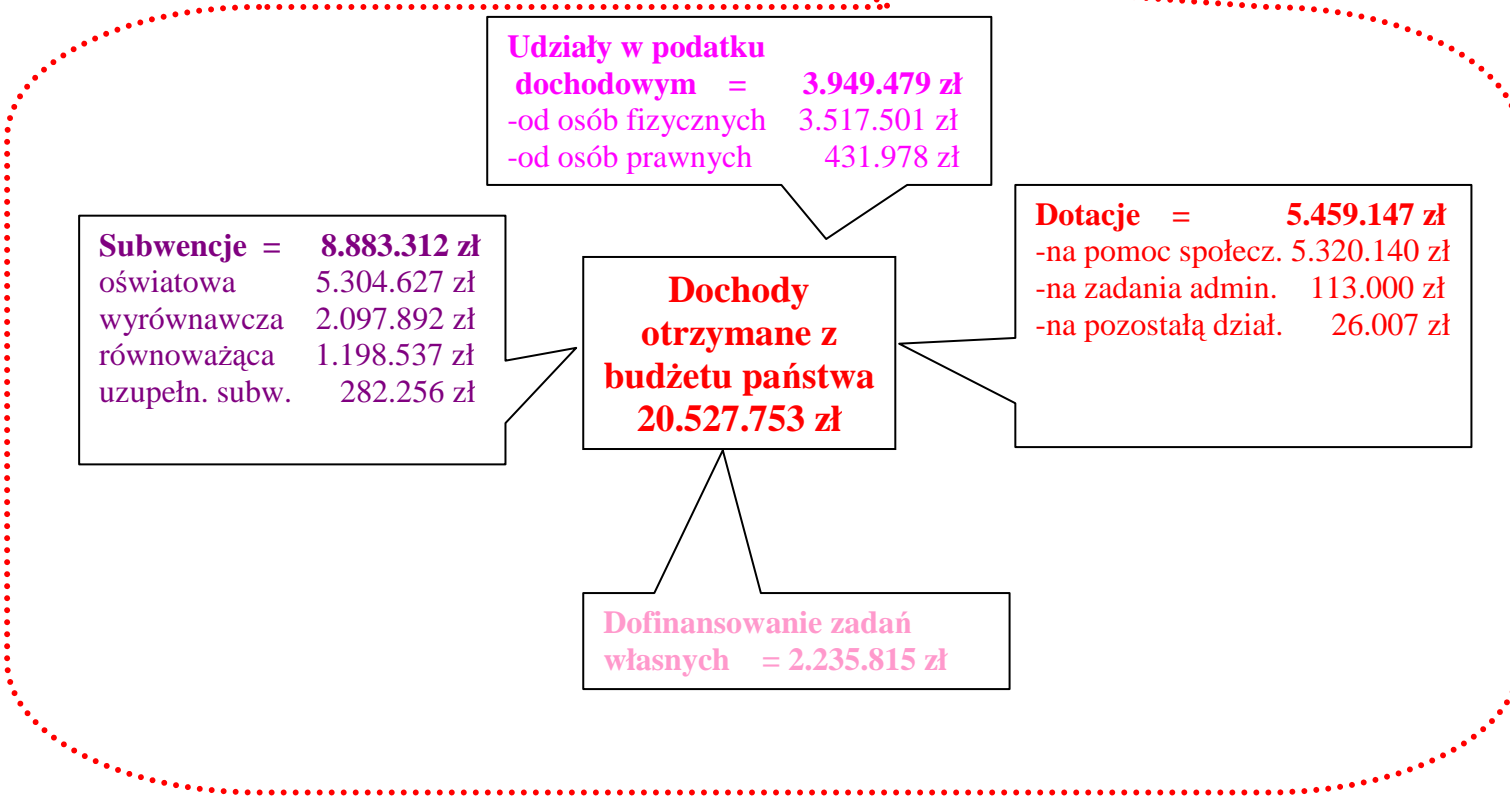 Udziały w podatku
dochodowym = 3.949.479 zł
-od osób fizycznych 3.517.501 zł
-od osób prawnych 431.978 zł
Subwencje = 8.883.312 zł
oświatowa 5.304.627 zł
wyrównawcza 2.097.892 zł
równoważąca 1.198.537 zł
uzupełn. subw. 282.256 zł
Dochody
otrzymane z
budżetu państwa
20.527.753 zł
Dotacje = 5.459.147 zł
-na pomoc społecz. 5.320.140 zł
-na zadania admin. 113.000 zł
-na pozostałą dział. 26.007 zł
Dofinansowanie zadań
własnych = 2.235.815 zł